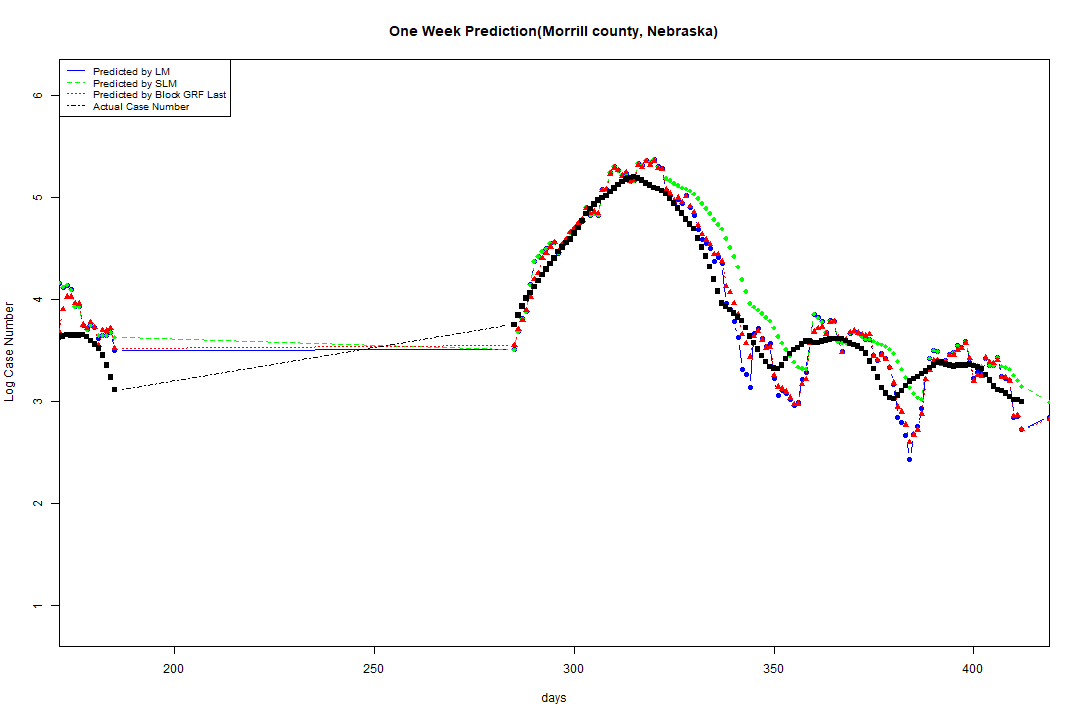 One Week Prediction(Morrill county, Nebraska)
Predicted by LM
Predicted by SLM
Predicted by Block GRF Last
Actual Case Number
Log Case Number
6
5
4
3
2
1
200 250 300 350 400
days